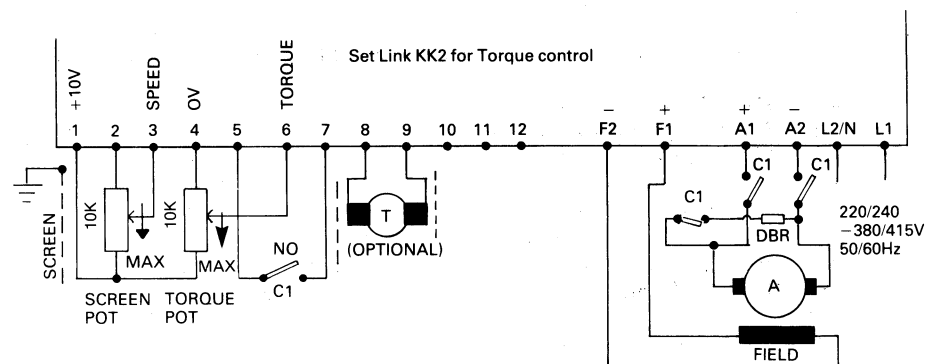 Set Link KK2 for Torque control
+10V
SPEED
OV
TORQUE
− + + −
1 2 3 4 5 6 7 8 9 10 11 12 F2 F1 A1 A2 L2/N L1
C1 C1
C1
SCREEN
10K
10K
T
DBR
220/240
−380/415V
50/60Hz
(OPTIONAL)
NO
MAX
MAX
C1
A
SCREEN
POT
TORQUE
POT
FIELD